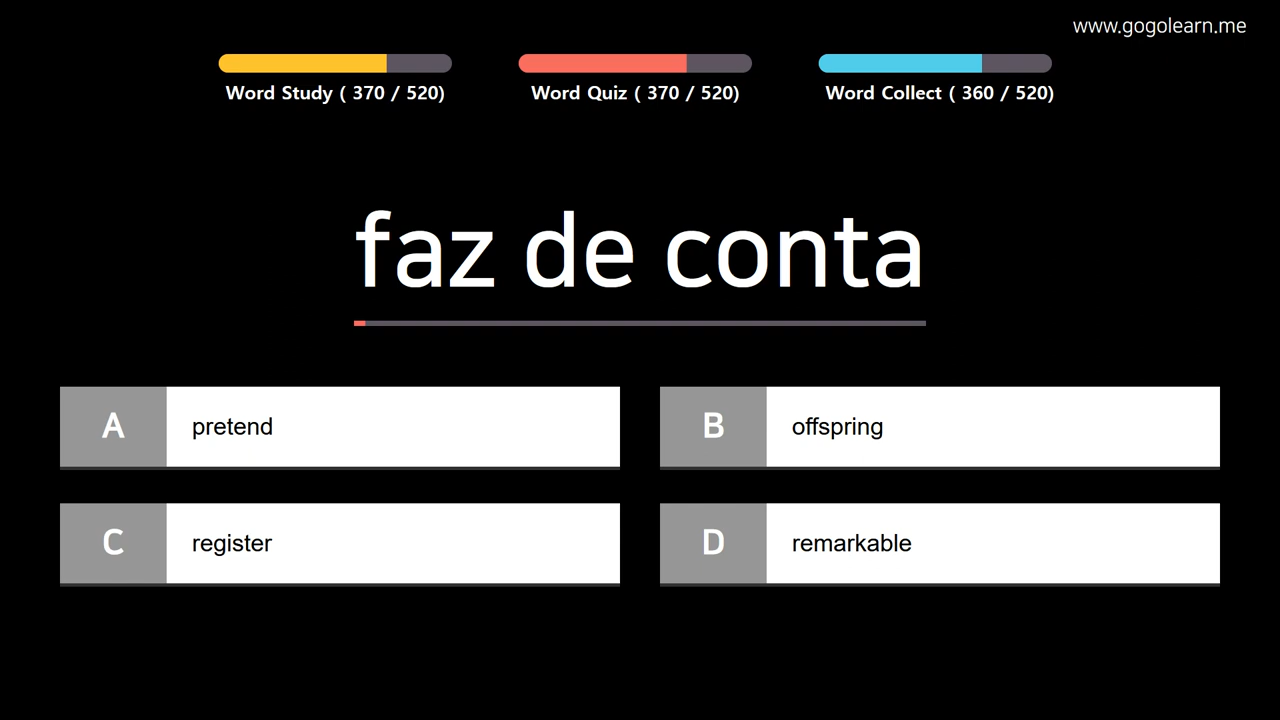 www.gogolearn.me
Word Study ( 370 / 520)
Word Quiz ( 370 / 520)
Word Collect ( 360 / 520)
faz de conta
A pretend
B offspring
C register
D remarkable